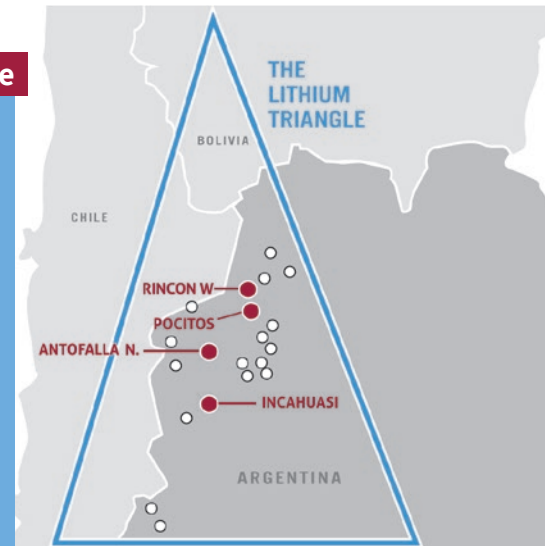 e
THE
LITHIUM
TRIANGLE
BOLIVIA
CHILE
RINCON W
POCITOS
ANTOFALLA N.
INCAHUASI
ARGENTINA